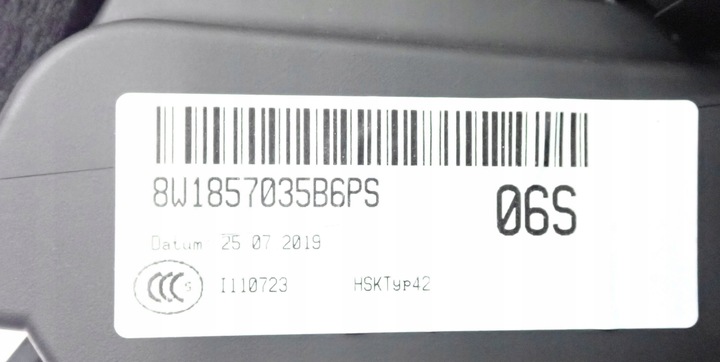 8W1857035B6PS
06S
Datum 25 07 2019
CCC S I110723 HSKTyp42